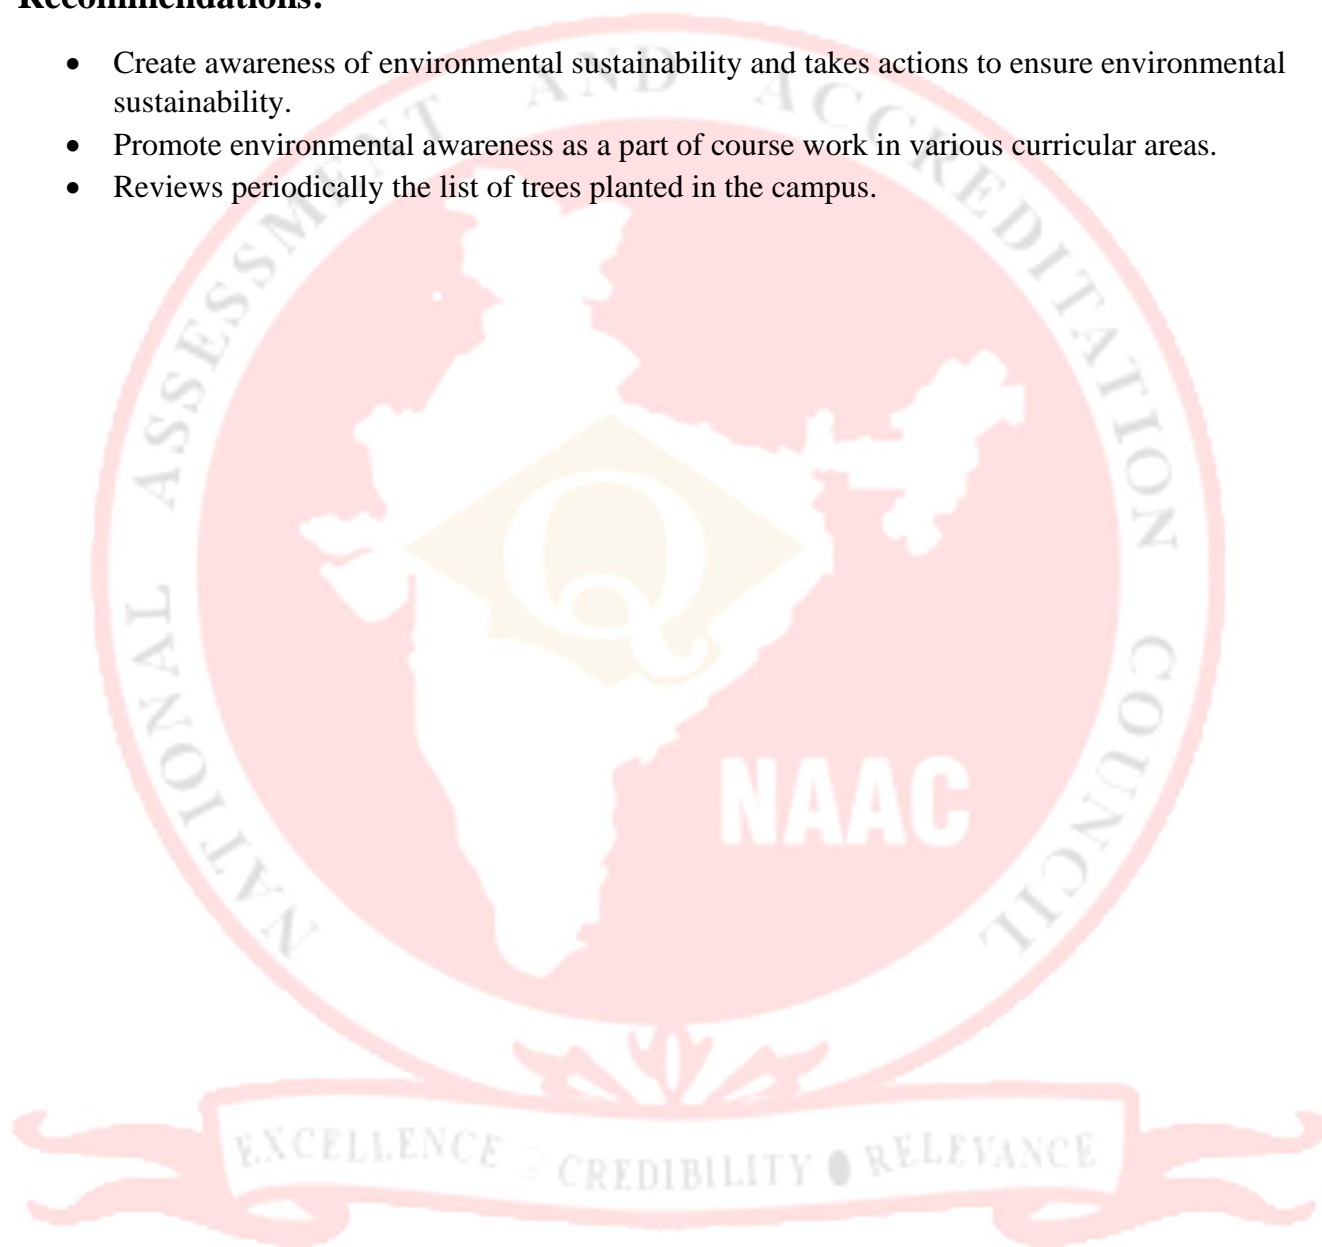 Recommendations:
• Create awareness of environmental sustainability and takes actions to ensure environmental
sustainability.
• Promote environmental awareness as a part of course work in various curricular areas.
• Reviews periodically the list of trees planted in the campus.
NATIONAL ASSESSMENT AND ACCREDITATION COUNCIL
Q
NAAC
EXCELLENCE CREDIBILITY ● RELEVANCE